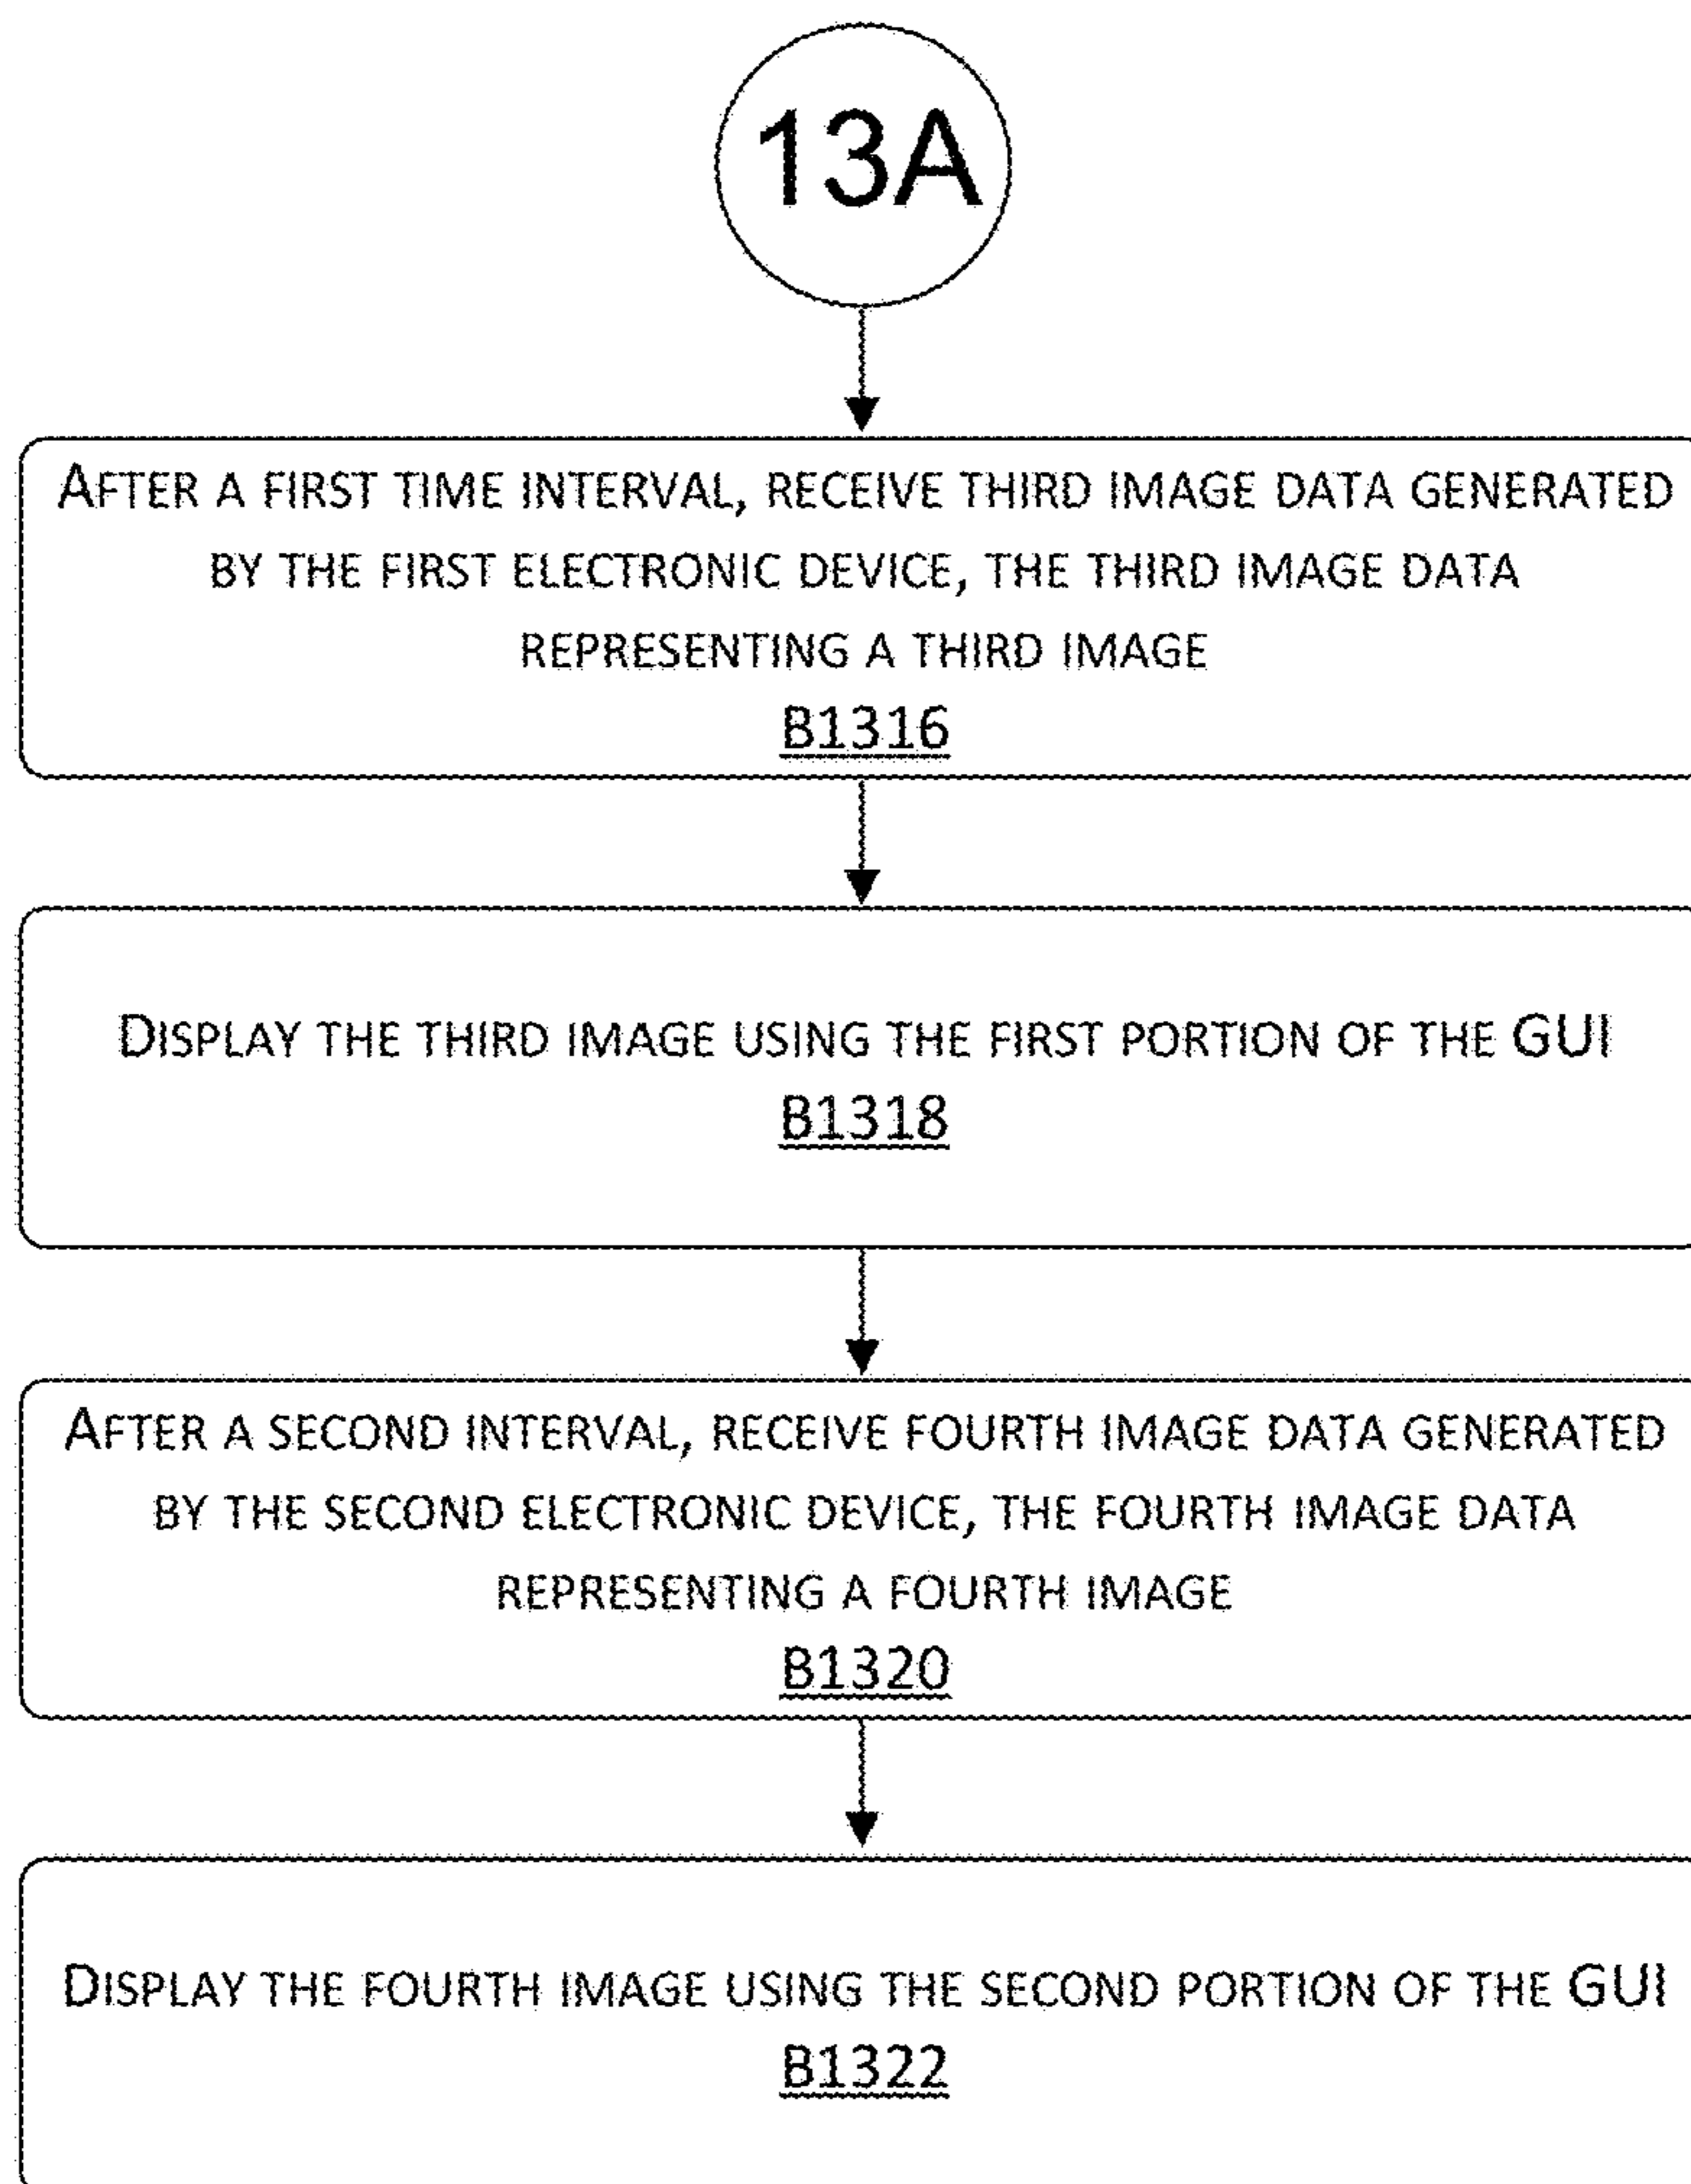 13A
AFTER A FIRST TIME INTERVAL, RECEIVE THIRD IMAGE DATA GENERATED
BY THE FIRST ELECTRONIC DEVICE, THE THIRD IMAGE DATA
REPRESENTING A THIRD IMAGE
B1316
DISPLAY THE THIRD IMAGE USING THE FIRST PORTION OF THE GUI
B1318
AFTER A SECOND INTERVAL, RECEIVE FOURTH IMAGE DATA GENERATED
BY THE SECOND ELECTRONIC DEVICE, THE FOURTH IMAGE DATA
REPRESENTING A FOURTH IMAGE
B1320
DISPLAY THE FOURTH IMAGE USING THE SECOND PORTION OF THE GUI
B1322